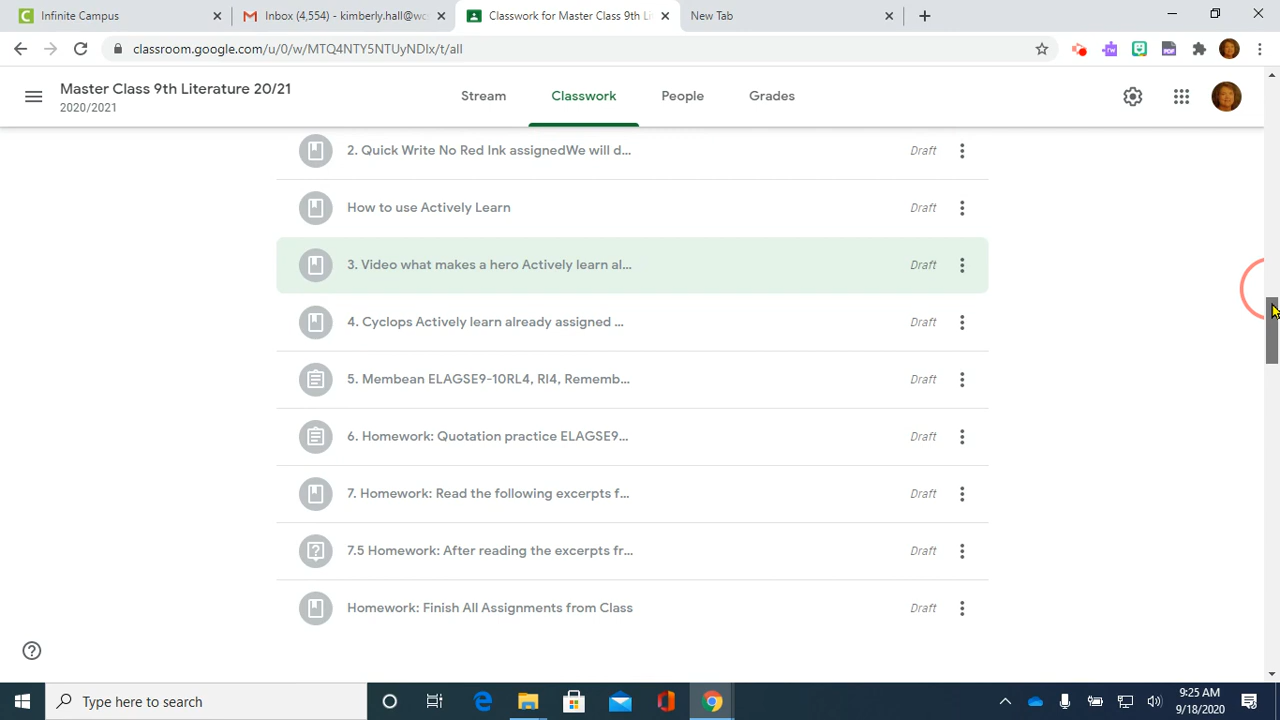 Infinite Campus
Inbox (4,554) - kimberly.hall@wcs
Classwork for Master Class 9th Lit
New Tab
classroom.google.com/u/0/w/MTQ4NTY5NTUyNDIx/t/all
Master Class 9th Literature 20/21
2020/2021
Stream
Classwork
People
Grades
2. Quick Write No Red Ink assignedWe will d...
Draft
How to use Actively Learn
Draft
3. Video what makes a hero Actively learn al...
Draft
4. Cyclops Actively learn already assigned ...
Draft
5. Membean ELAGSE9-10RL4, RI4, Rememb...
Draft
6. Homework: Quotation practice ELAGSE9...
Draft
7. Homework: Read the following excerpts f...
Draft
7.5 Homework: After reading the excerpts fr...
Draft
Homework: Finish All Assignments from Class
Draft
Type here to search
9:25 AM
9/18/2020